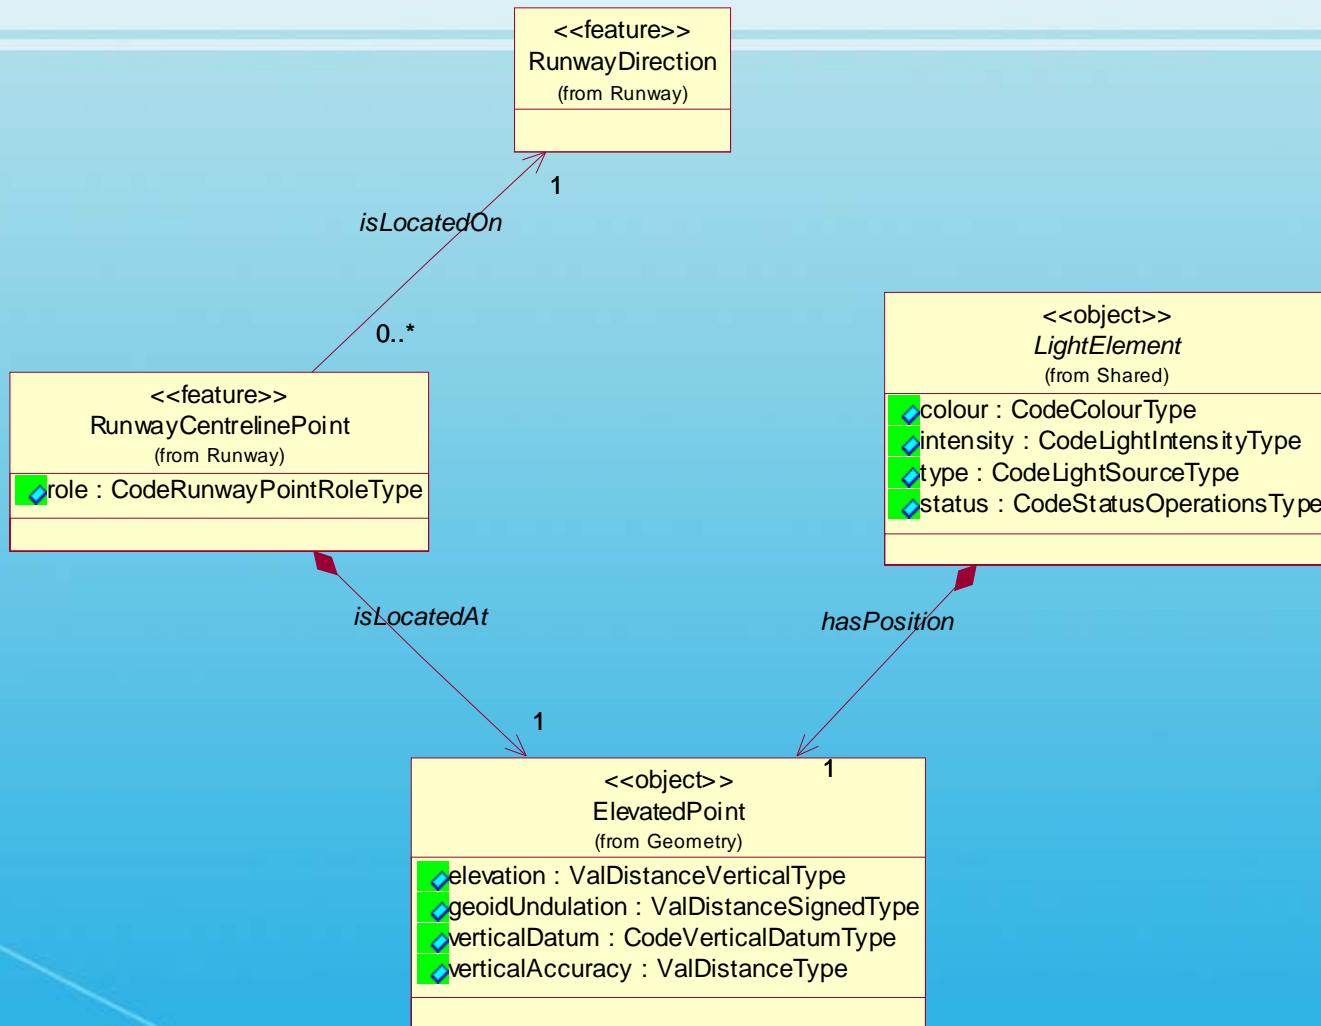 <<feature>>
RunwayDirection
(from Runway)
1
isLocatedOn
0..*
<<feature>>
RunwayCentrelinePoint
(from Runway)
role : CodeRunwayPointRoleType
<<object>>
LightElement
(from Shared)
colour : CodeColourType
intensity : CodeLightIntensityType
type : CodeLightSourceType
status : CodeStatusOperationsType
isLocatedAt
hasPosition
1
1
<<object>>
ElevatedPoint
(from Geometry)
elevation : ValDistanceVerticalType
geoidUndulation : ValDistanceSignedType
verticalDatum : CodeVerticalDatumType
verticalAccuracy : ValDistanceType